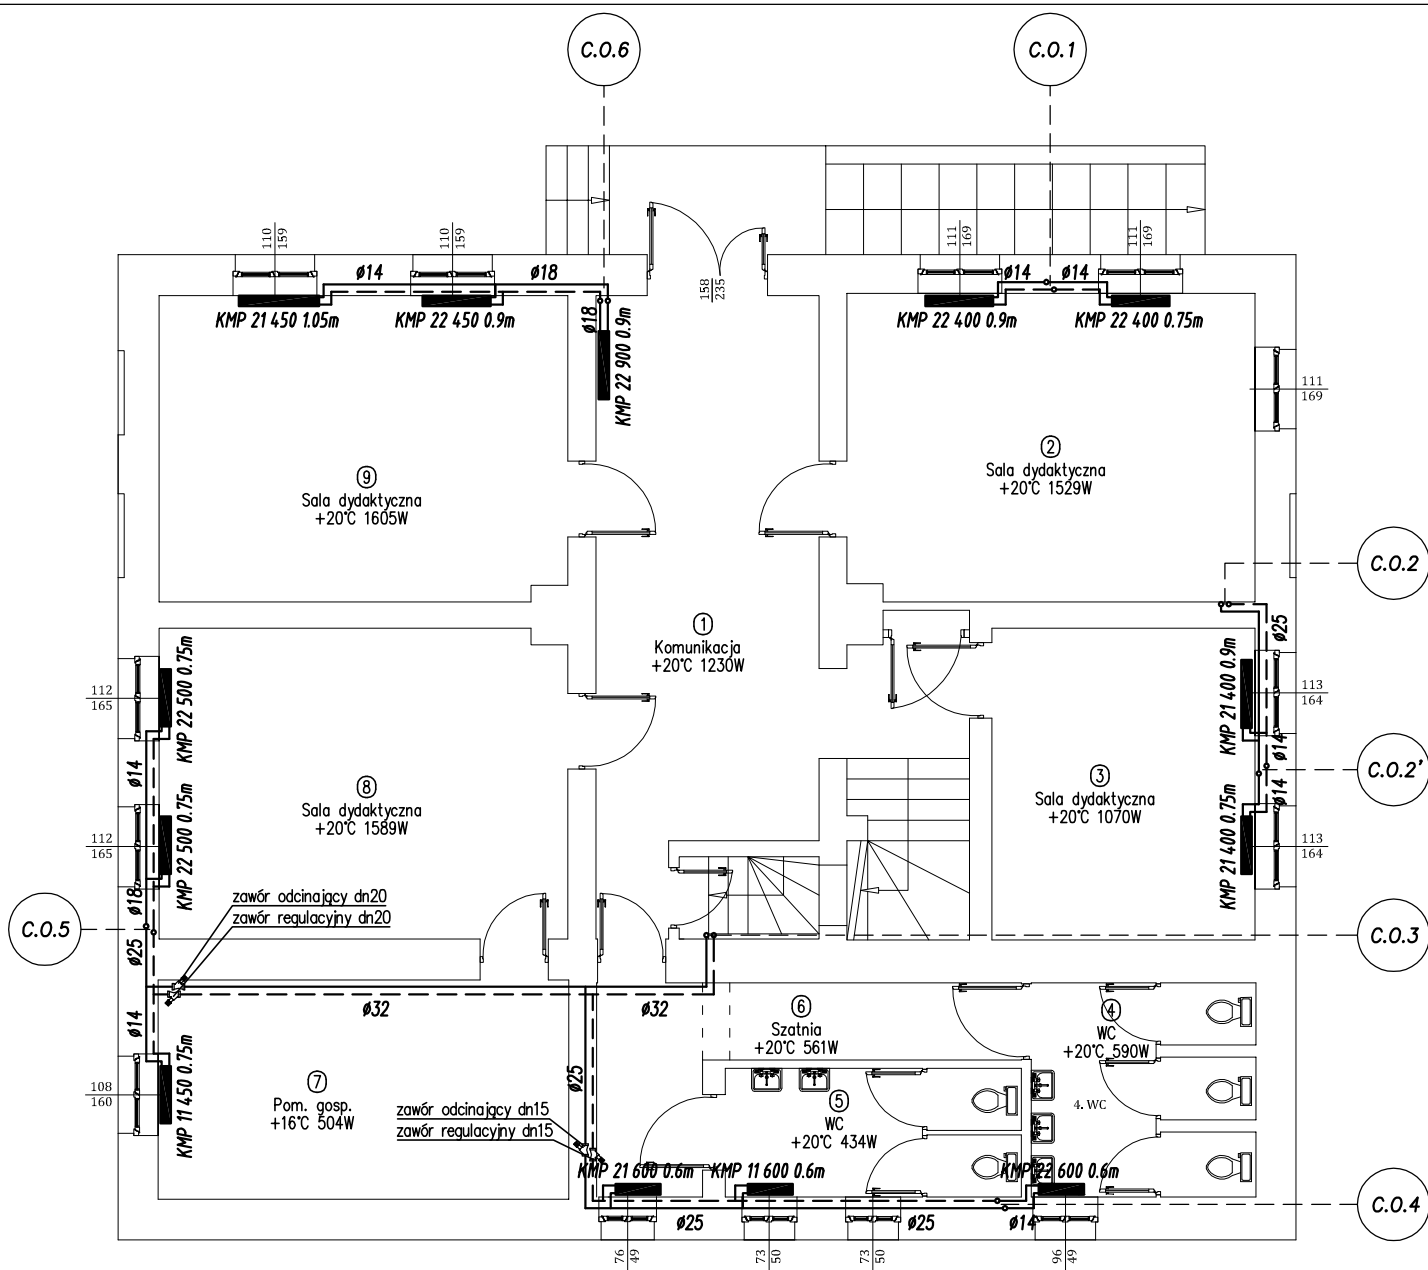 C.O.6
C.O.1
110
159
110
159
158
235
111
169
111
169
ø14
ø18
ø14
ø14
KMP 21 450 1.05m
KMP 22 450 0.9m
ø18
KMP 22 900 0.9m
KMP 22 400 0.9m
KMP 22 400 0.75m
111
169
9
Sala dydaktyczna
+20°C 1605W
2
Sala dydaktyczna
+20°C 1529W
C.O.2
1
Komunikacja
+20°C 1230W
ø25
KMP 22 500 0.75m
112
165
KMP 21 400 0.9m
113
164
ø14
ø14
C.O.2'
8
Sala dydaktyczna
+20°C 1589W
3
Sala dydaktyczna
+20°C 1070W
ø14
KMP 22 500 0.75m
112
165
KMP 21 400 0.75m
113
164
ø18
zawór odcinający dn20
zawór regulacyjny dn20
C.O.5
C.O.3
ø25
ø32
ø32
ø14
6
Szatnia
+20°C 561W
4
WC
+20°C 590W
108
160
KMP 11 450 0.75m
7
Pom. gosp.
+16°C 504W
ø25
zawór odcinający dn15
zawór regulacyjny dn15
5
WC
+20°C 434W
4. WC
KMP 21 600 0.6m
KMP 11 600 0.6m
KMP 22 600 0.6m
C.O.4
ø25
ø25
ø14
76
49
73
50
73
50
96
49